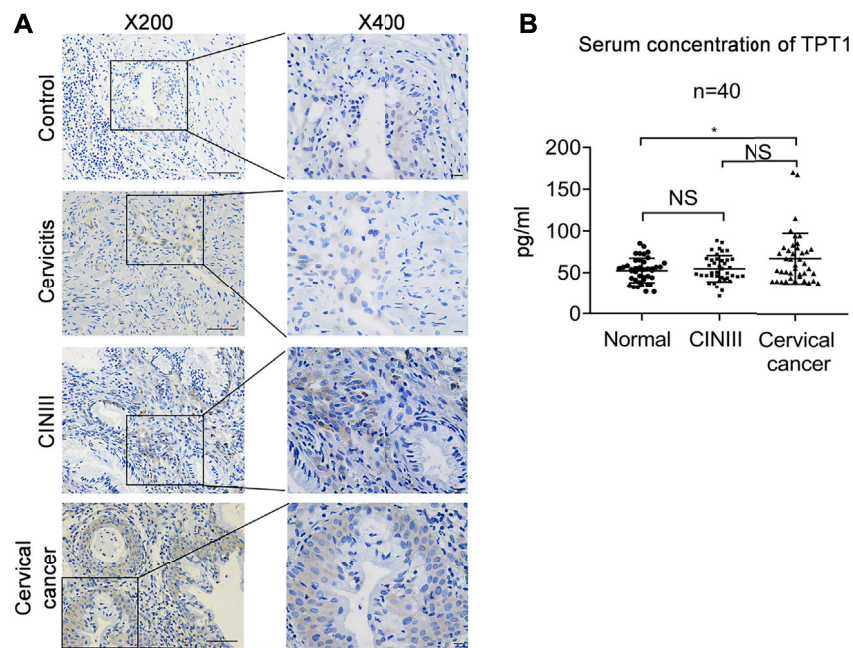 A
X200
X400
Control
Cervicitis
CINIII
Cervical
cancer
B
Serum concentration of TPT1
n=40
*
NS
NS
200
150
100
50
0
pg/ml
Normal
CINIII
Cervical
cancer